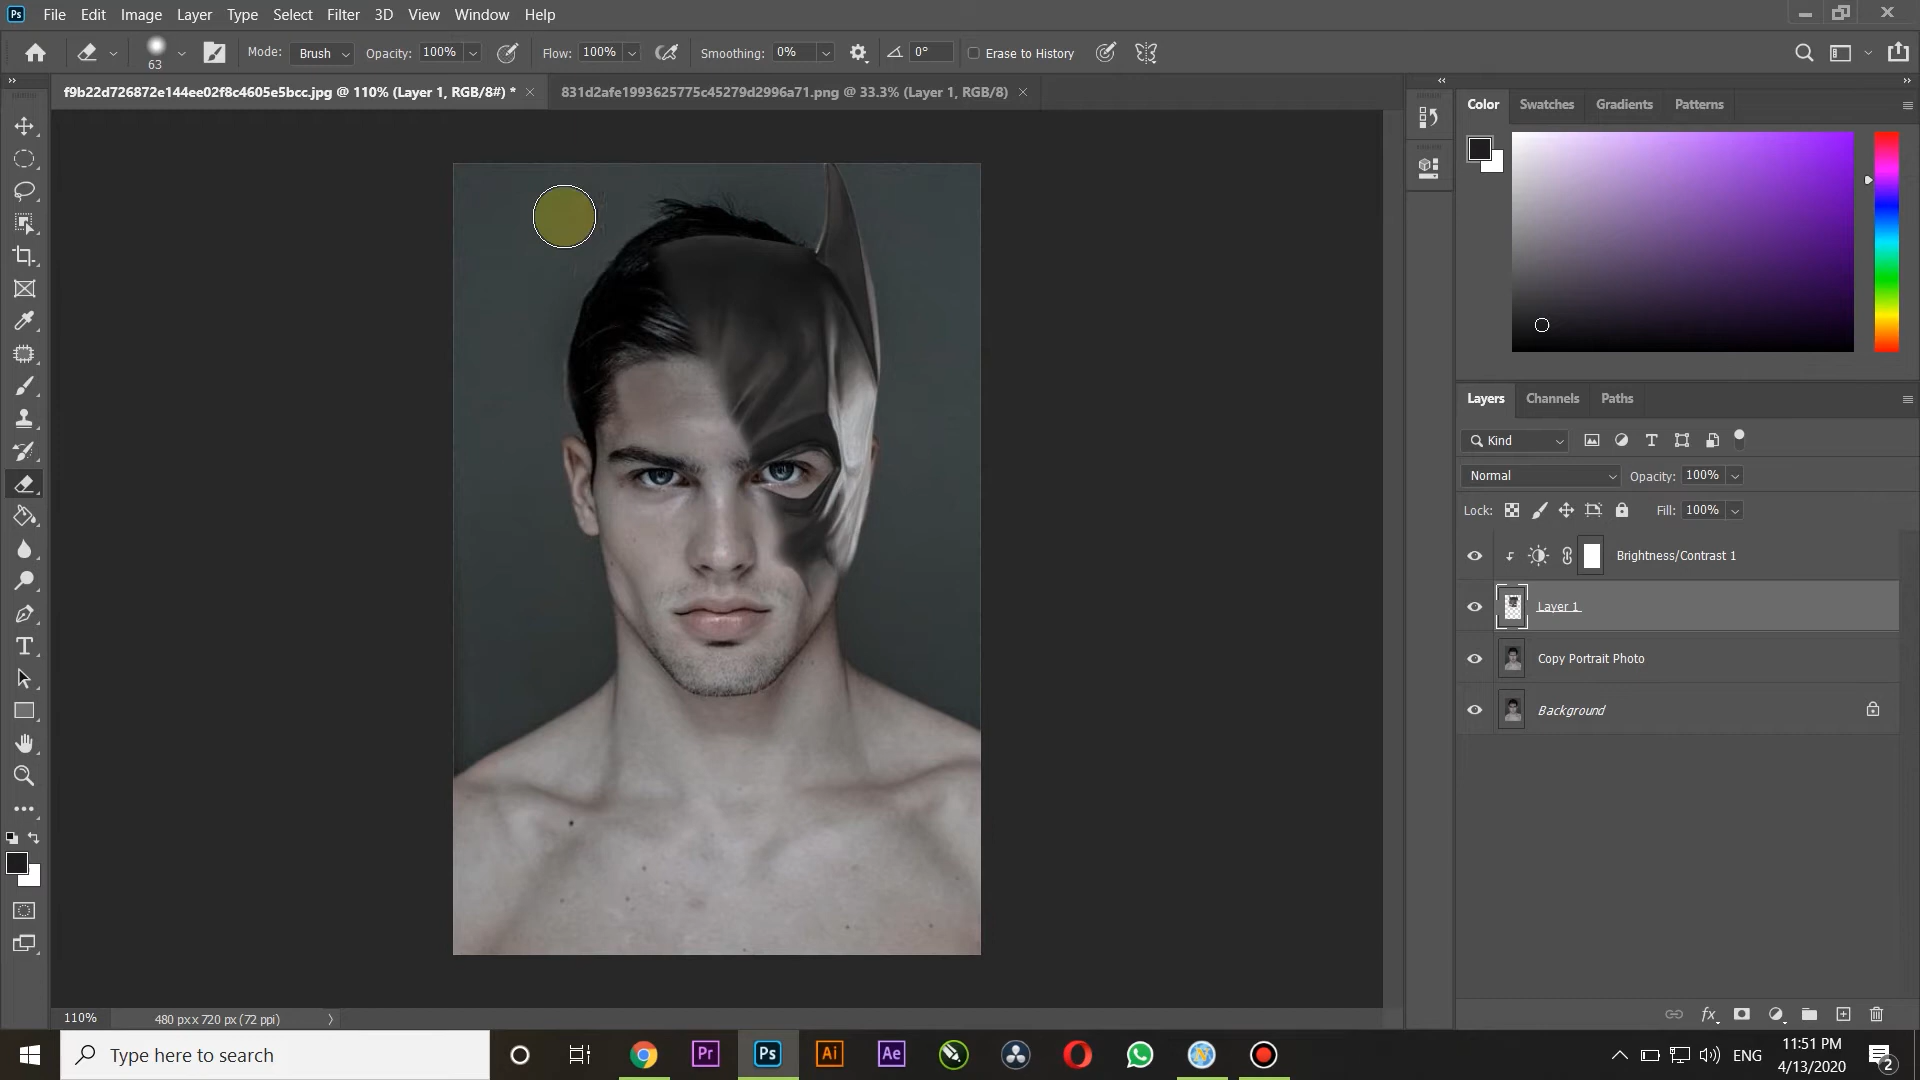 Ps File Edit Image Layer Type Select Filter 3D View Window Help
63 Mode: Brush Opacity: 100% Flow: 100% Smoothing: 0% 0° Erase to History
f9b22d726872e144ee02f8c4605e5bcc.jpg @ 110% (Layer 1, RGB/8#) * 831d2afe1993625775c45279d2996a71.png @ 33.3% (Layer 1, RGB/8)
Color Swatches Gradients Patterns
Layers Channels Paths
Kind
Normal Opacity: 100%
Lock: Fill: 100%
Brightness/Contrast 1
Layer 1
Copy Portrait Photo
Background
110% 480 px x 720 px (72 ppi)
fx
Type here to search Pr Ps Ai Ae ENG 11:51 PM
4/13/2020 2